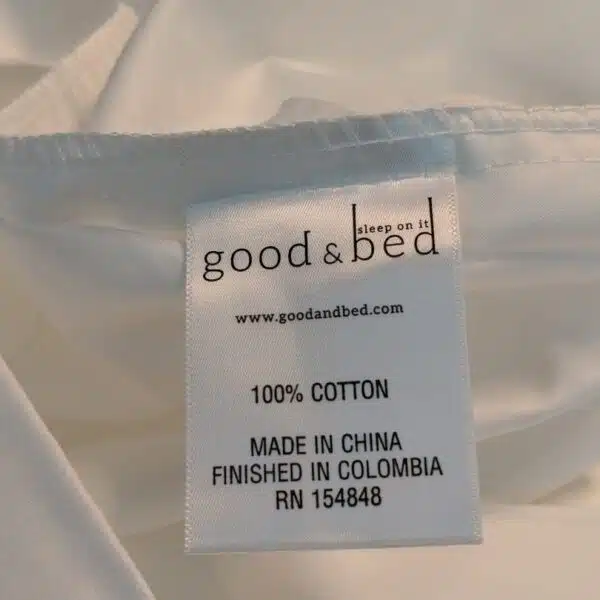 sleep on it
good & bed
www.goodandbed.com
100% COTTON
MADE IN CHINA
FINISHED IN COLOMBIA
RN 154848